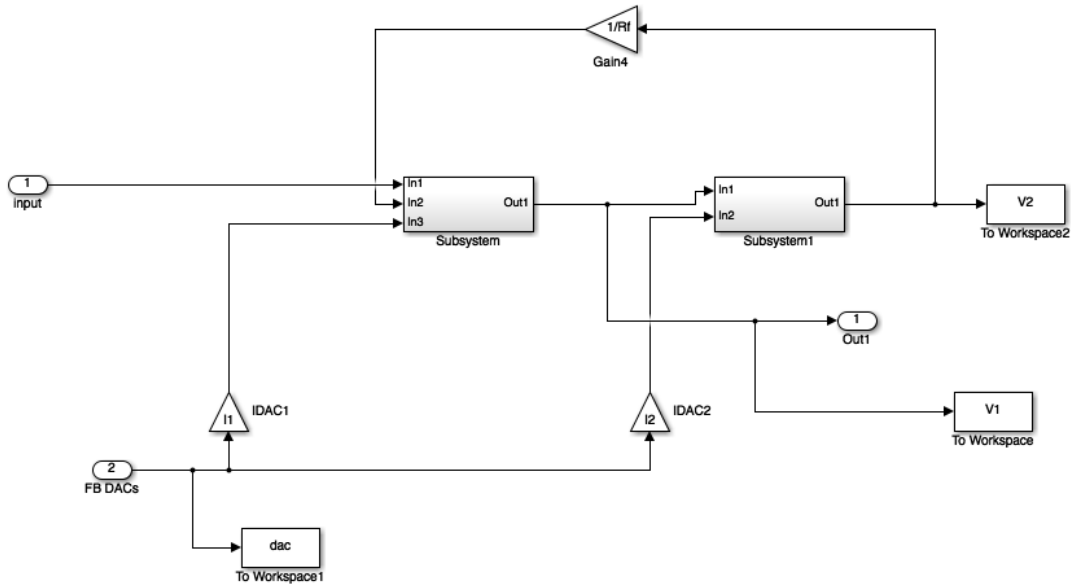 1/Rf
Gain4
1
input
In1
In2
In3
Out1
Subsystem
In1
In2
Out1
Subsystem1
V2
To Workspace2
1
Out1
I1
IDAC1
I2
IDAC2
V1
To Workspace
2
FB DACs
dac
To Workspace1